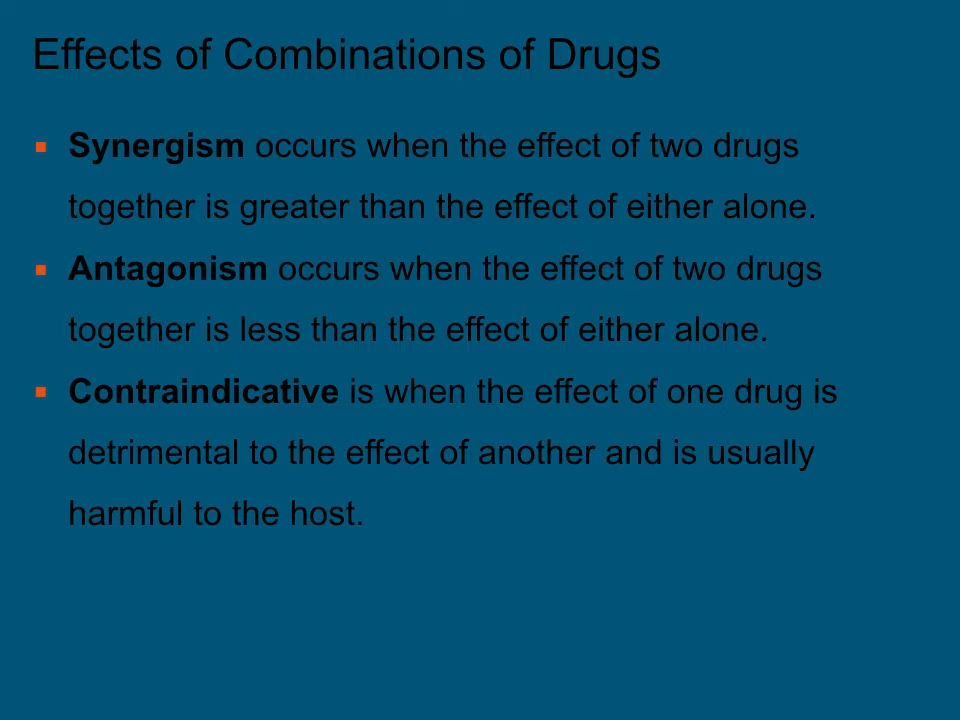 Effects of Combinations of Drugs
Synergism occurs when the effect of two drugs
together is greater than the effect of either alone.
Antagonism occurs when the effect of two drugs
together is less than the effect of either alone.
Contraindicative is when the effect of one drug is
detrimental to the effect of another and is usually
harmful to the host.